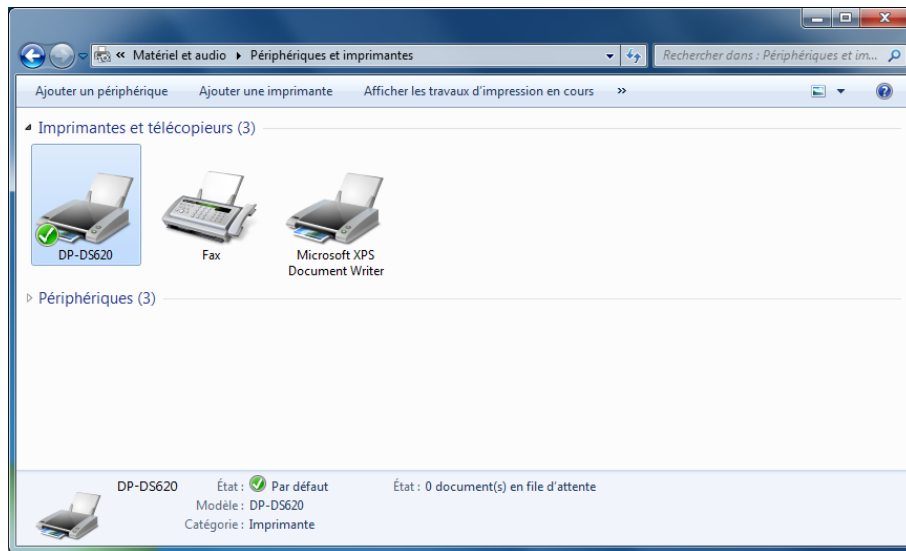 « Matériel et audio ▸ Périphériques et imprimantes
Rechercher dans : Périphériques et im...
Ajouter un périphérique Ajouter une imprimante Afficher les travaux d'impression en cours »
Imprimantes et télécopieurs (3)
DP-DS620
Fax
Microsoft XPS
Document Writer
Périphériques (3)
DP-DS620 État : Par défaut État : 0 document(s) en file d'attente
Modèle : DP-DS620
Catégorie : Imprimante